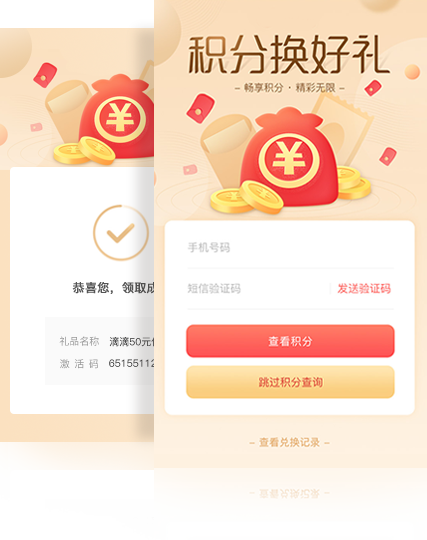 积分换好礼
– 畅享积分 · 精彩无限 –
手机号码
短信验证码 发送验证码
查看积分
跳过积分查询
– 查看兑换记录 –
恭喜您，领取成
礼品名称 滴滴50元
激活码 65155112